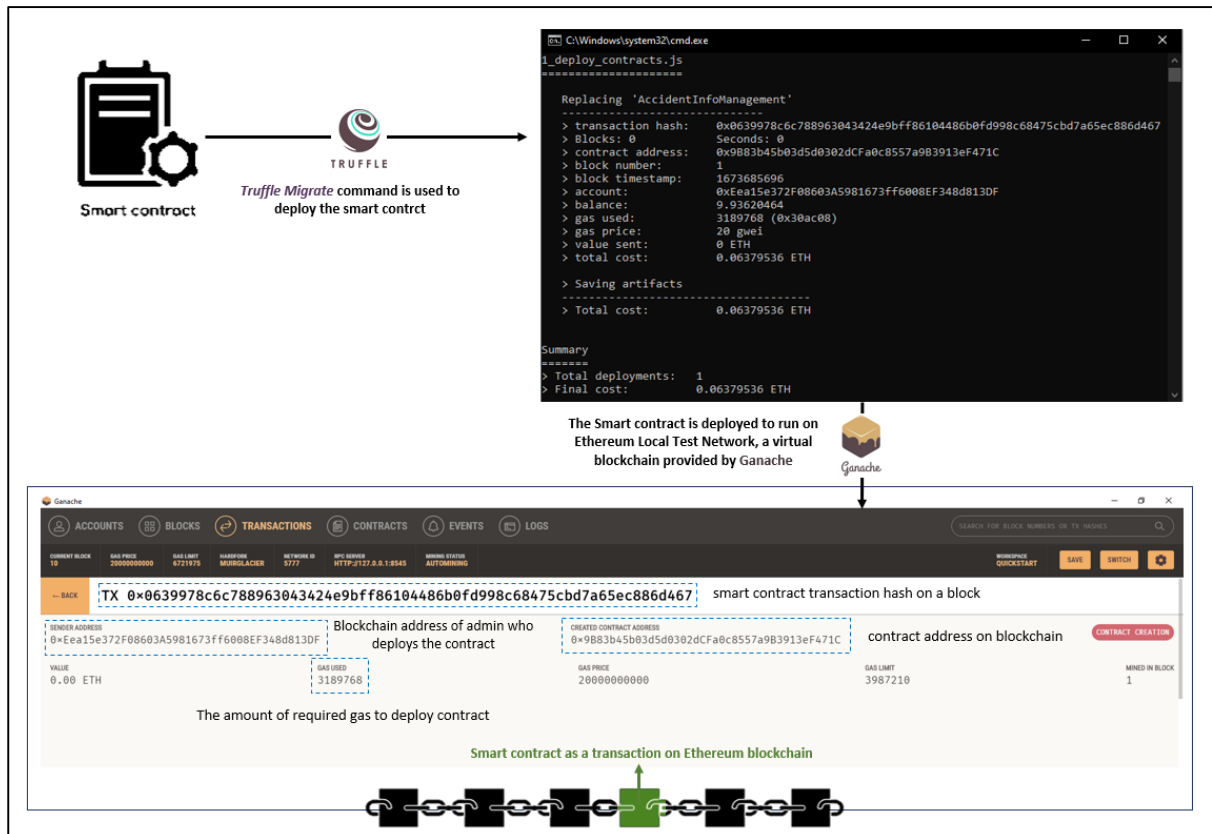 Smart contract
TRUFFLE
Truffle Migrate command is used to
deploy the smart contrct
C:\Windows\system32\cmd.exe
1_deploy_contracts.js
=====================
Replacing 'AccidentInfoManagement'
----------------------------------
> transaction hash: 0x0639978c6c788963043424e9bff86104486b0fd998c68475cbd7a65ec886d467
> Blocks: 0 Seconds: 0
> contract address: 0x9B83b45b03d5d0302dCFa0c8557a9B3913eF471C
> block number: 1
> block timestamp: 1673685696
> account: 0xEea15e372F08603A5981673ff6008EF348d813DF
> balance: 9.93620464
> gas used: 3189768 (0x30ac08)
> gas price: 20 gwei
> value sent: 0 ETH
> total cost: 0.06379536 ETH
> Saving artifacts
-------------------------------------
> Total cost: 0.06379536 ETH
Summary
=======
> Total deployments: 1
> Final cost: 0.06379536 ETH
The Smart contract is deployed to run on
Ethereum Local Test Network, a virtual
blockchain provided by Ganache
Ganache
Ganache
ACCOUNTS BLOCKS TRANSACTIONS CONTRACTS EVENTS LOGS
SEARCH FOR BLOCK NUMBERS OR TX HASHES
CURRENT BLOCK GAS PRICE GAS LIMIT HARDFORK NETWORK ID RPC SERVER MINING STATUS WORKSPACE
10 20000000000 6721975 MUIRGLACIER 5777 HTTP://127.0.0.1:8545 AUTOMINING QUICKSTART SAVE SWITCH
← BACK TX 0×0639978c6c788963043424e9bff86104486b0fd998c68475cbd7a65ec886d467 smart contract transaction hash on a block
SENDER ADDRESS
0×Eea15e372F08603A5981673ff6008EF348d813DF
Blockchain address of admin who
deploys the contract
CREATED CONTRACT ADDRESS
0×9B83b45b03d5d0302dCFa0c8557a9B3913eF471C
contract address on blockchain
CONTRACT CREATION
VALUE GAS USED GAS PRICE GAS LIMIT MINED IN BLOCK
0.00 ETH 3189768 20000000000 3987210 1
The amount of required gas to deploy contract
Smart contract as a transaction on Ethereum blockchain